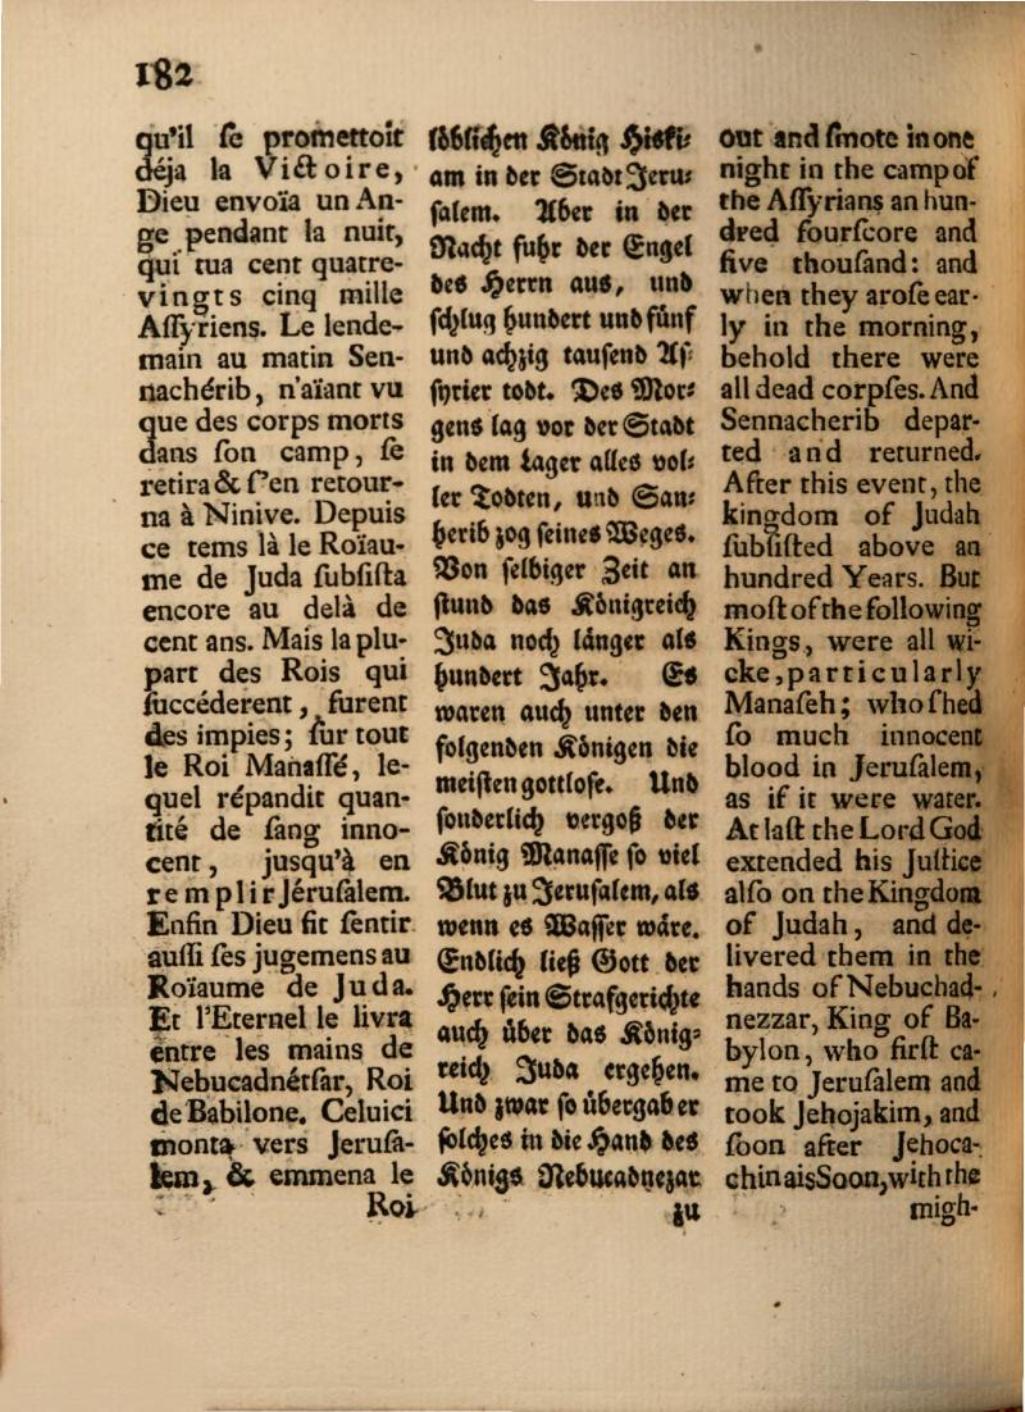 182
qu'il ſe promettoit
déja la Victoire,
Dieu envoïa un An-
ge pendant la nuit,
qui tua cent quatre-
vingts cinq mille
Aſſyriens. Le lende-
main au matin Sen-
nachérib, n'aïant vu
que des corps morts
dans ſon camp, ſe
retira & ſ'en retour-
na à Ninive. Depuis
ce tems là le Roïau-
me de Juda ſubſiſta
encore au delà de
cent ans. Mais la plu-
part des Rois qui
ſuccéderent, furent
des impies; ſur tout
le Roi Manaſſé, le-
quel répandit quan-
tité de ſang inno-
cent, jusqu'à en
remplir Jéruſalem.
Enfin Dieu fit ſentir
auſſi ſes jugemens au
Roïaume de Juda.
Et l'Eternel le livra
entre les mains de
Nebucadnétſar, Roi
de Babilone. Celuici
monta vers Jeruſa-
lem, & emmena le
Roi
löblichen König Hiski-
am in der Stadt Jeru-
ſalem. Aber in der
Nacht fuhr der Engel
des Herrn aus, und
ſchlug hundert und fünf
und achzig tauſend Aſ-
ſyrier todt. Des Mor-
gens lag vor der Stadt
in dem Lager alles vol-
ler Todten, und San-
herib zog ſeines Weges.
Von ſelbiger Zeit an
ſtund das Königreich
Juda noch länger als
hundert Jahr. Es
waren auch unter den
folgenden Königen die
meiſten gottloſe. Und
ſonderlich vergoß der
König Manaſſe ſo viel
Blut zu Jeruſalem, als
wenn es Waſſer wäre.
Endlich ließ Gott der
Herr ſein Strafgerichte
auch über das König-
reich Juda ergehen.
Und zwar ſo übergab er
ſolches in die Hand des
Königs Nebucadnezar
zu
out and ſmote in one
night in the camp of
the Aſſyrians an hun-
dred fourſcore and
five thouſand: and
when they aroſe ear-
ly in the morning,
behold there were
all dead corpſes. And
Sennacherib depar-
ted and returned.
After this event, the
kingdom of Judah
ſubſiſted above an
hundred Years. But
moſt of the following
Kings, were all wi-
cke, particularly
Manaſeh; who ſhed
ſo much innocent
blood in Jeruſalem,
as if it were water.
At laſt the Lord God
extended his Juſtice
alſo on the Kingdom
of Judah, and de-
livered them in the
hands of Nebuchad-
nezzar, King of Ba-
bylon, who firſt ca-
me to Jeruſalem and
took Jehojakim, and
ſoon after Jehoca-
chin aisSoon, with the
migh-